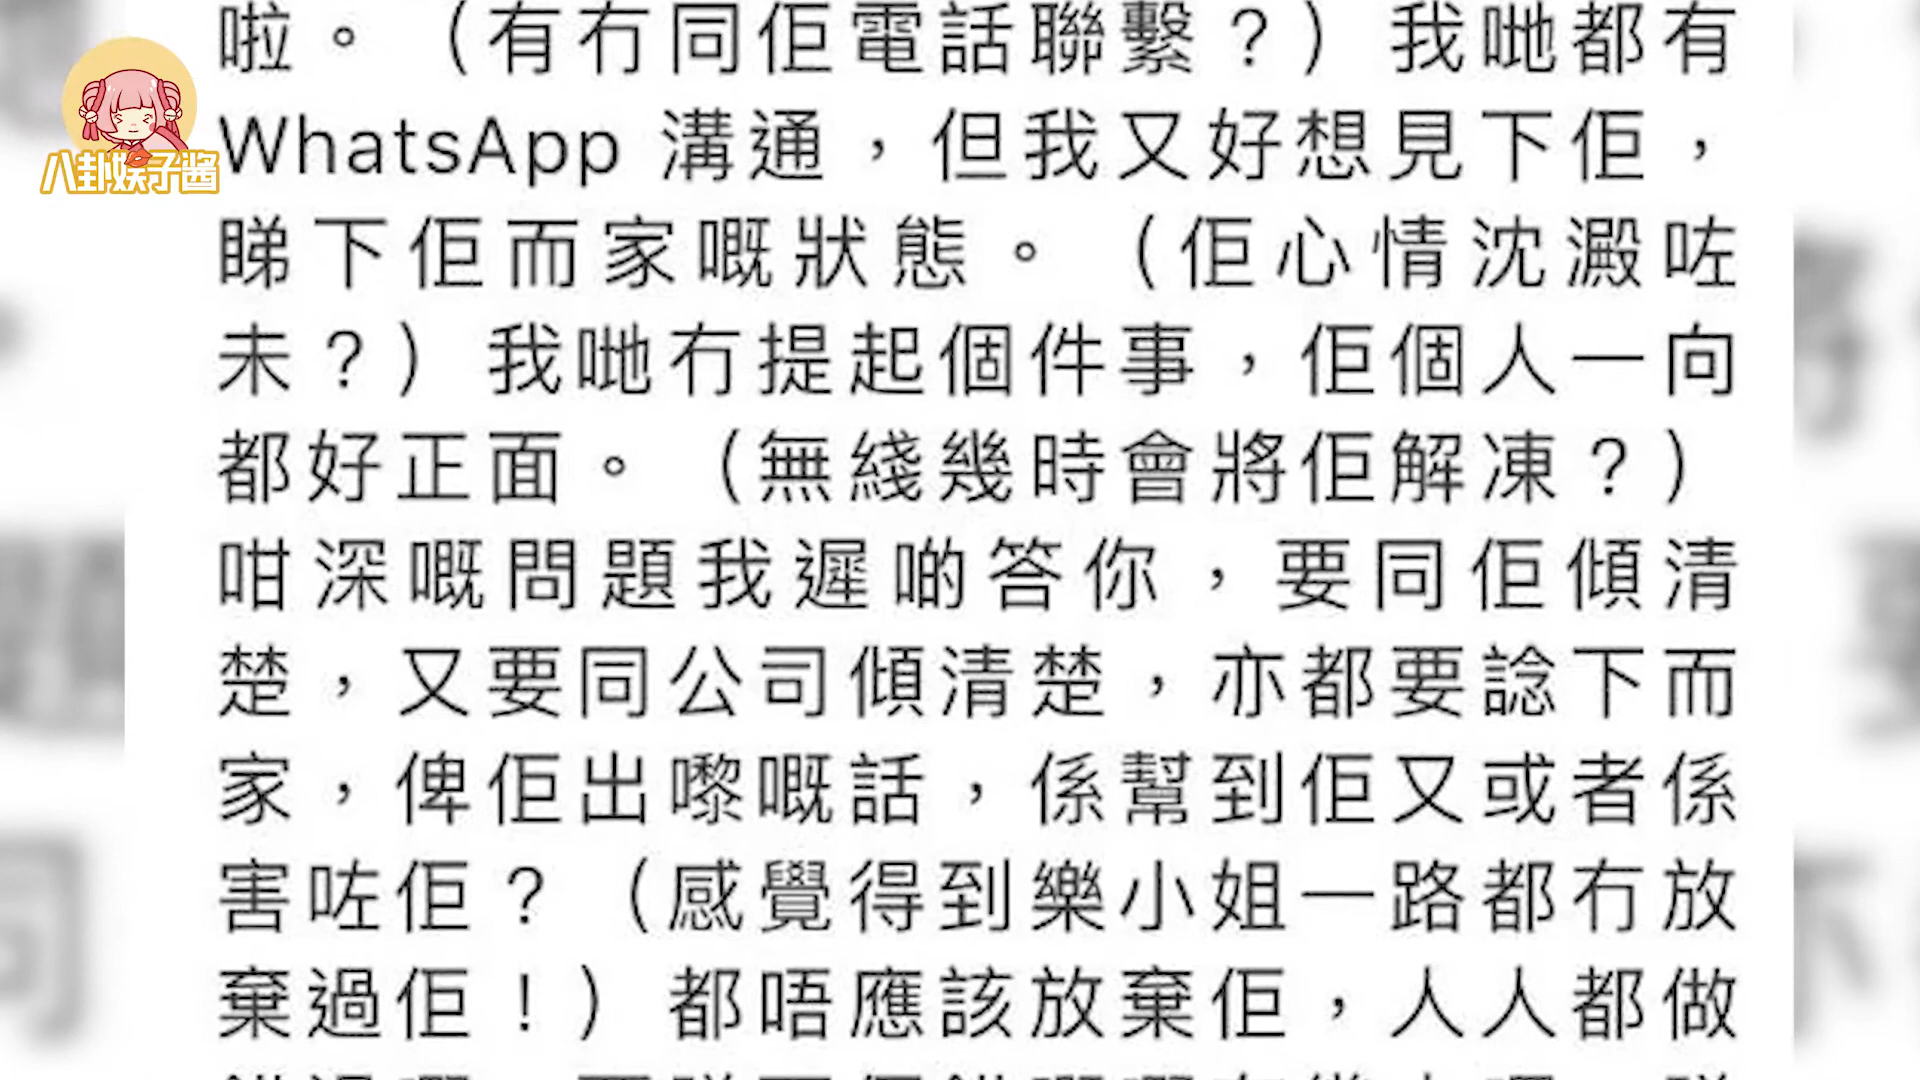 啦。（有冇同佢電話聯繫？）我哋都有
WhatsApp 溝通，但我又好想見下佢，
睇下佢而家嘅狀態。（佢心情沈澱咗
未？）我哋冇提起個件事，佢個人一向
都好正面。（無綫幾時會將佢解凍？）
咁深嘅問題我遲啲答你，要同佢傾清
楚，又要同公司傾清楚，亦都要諗下而
家，俾佢出嚟嘅話，係幫到佢又或者係
害咗佢？（感覺得到樂小姐一路都冇放
棄過佢！）都唔應該放棄佢，人人都做
八卦娱子酱